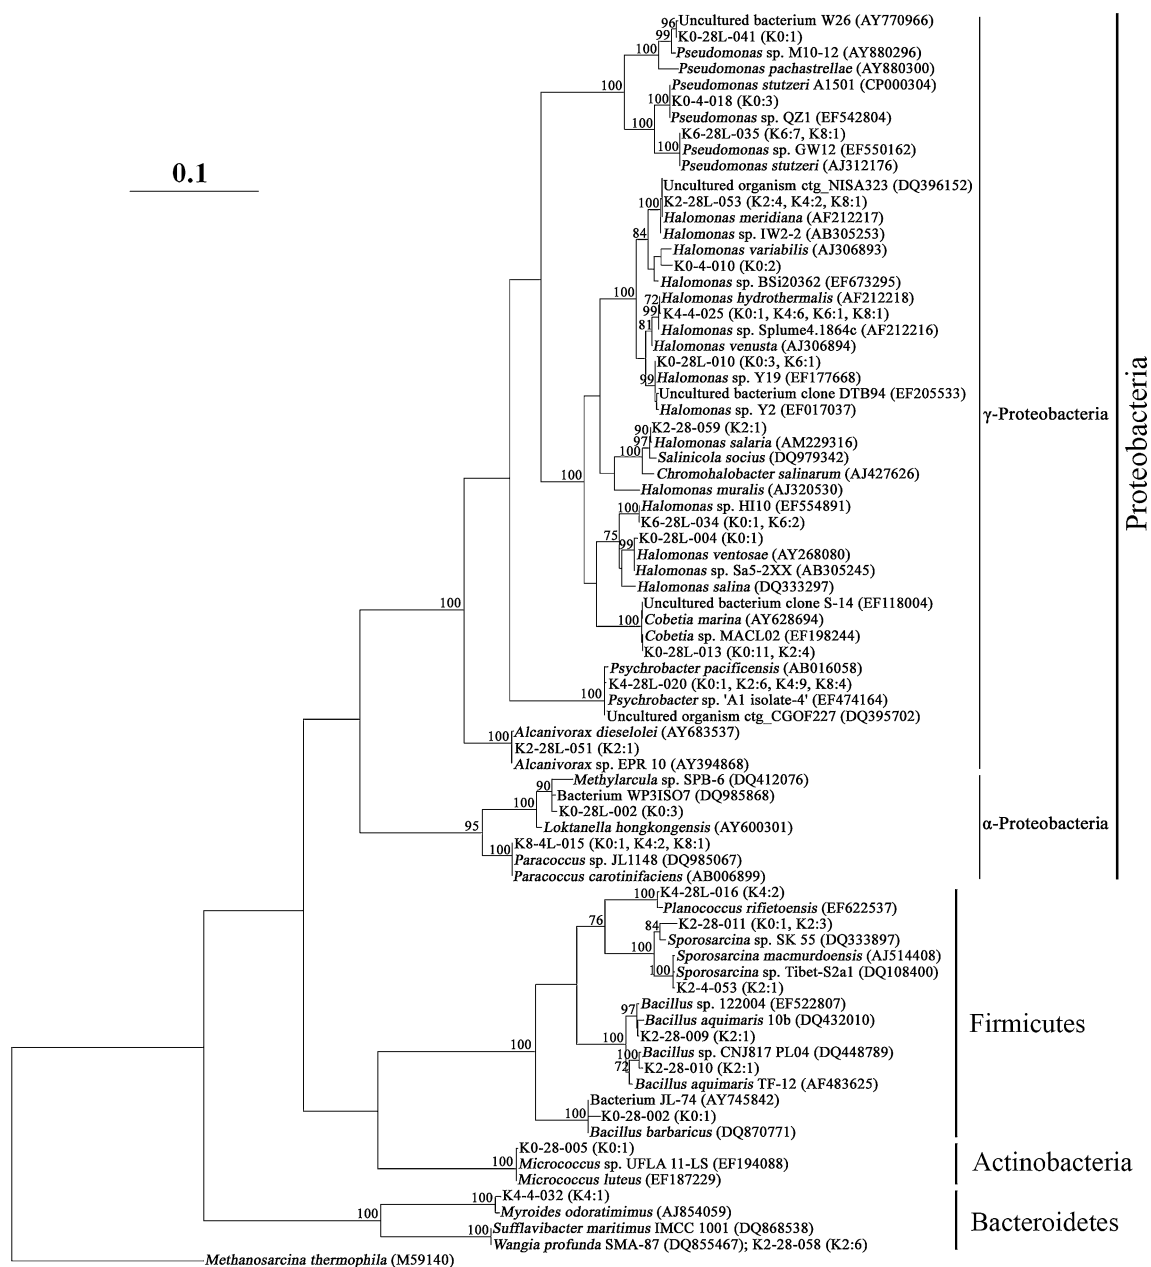 96
Uncultured bacterium W26 (AY770966)
99
K0-28L-041 (K0:1)
100
Pseudomonas sp. M10-12 (AY880296)
Pseudomonas pachastrellae (AY880300)
100
Pseudomonas stutzeri A1501 (CP000304)
100
K0-4-018 (K0:3)
Pseudomonas sp. QZ1 (EF542804)
100
K6-28L-035 (K6:7, K8:1)
100
Pseudomonas sp. GW12 (EF550162)
Pseudomonas stutzeri (AJ312176)
0.1
Uncultured organism ctg_NISA323 (DQ396152)
100
K2-28L-053 (K2:4, K4:2, K8:1)
Halomonas meridiana (AF212217)
84
Halomonas sp. IW2-2 (AB305253)
Halomonas variabilis (AJ306893)
K0-4-010 (K0:2)
Halomonas sp. BSi20362 (EF673295)
100
72
Halomonas hydrothermalis (AF212218)
99
K4-4-025 (K0:1, K4:6, K6:1, K8:1)
81
Halomonas sp. Splume4.1864c (AF212216)
Halomonas venusta (AJ306894)
K0-28L-010 (K0:3, K6:1)
99
Halomonas sp. Y19 (EF177668)
Uncultured bacterium clone DTB94 (EF205533)
Halomonas sp. Y2 (EF017037)
γ-Proteobacteria
Proteobacteria
90
K2-28-059 (K2:1)
97
Halomonas salaria (AM229316)
100
Salinicola socius (DQ979342)
100
Chromohalobacter salinarum (AJ427626)
Halomonas muralis (AJ320530)
100
Halomonas sp. HI10 (EF554891)
K6-28L-034 (K0:1, K6:2)
75
K0-28L-004 (K0:1)
99
Halomonas ventosae (AY268080)
Halomonas sp. Sa5-2XX (AB305245)
Halomonas salina (DQ333297)
100
Uncultured bacterium clone S-14 (EF118004)
100
Cobetia marina (AY628694)
Cobetia sp. MACL02 (EF198244)
K0-28L-013 (K0:11, K2:4)
Psychrobacter pacificensis (AB016058)
K4-28L-020 (K0:1, K2:6, K4:9, K8:4)
100
Psychrobacter sp. 'A1 isolate-4' (EF474164)
Uncultured organism ctg_CGOF227 (DQ395702)
100
Alcanivorax dieselolei (AY683537)
K2-28L-051 (K2:1)
Alcanivorax sp. EPR 10 (AY394868)
90
Methylarcula sp. SPB-6 (DQ412076)
100
Bacterium WP3ISO7 (DQ985868)
K0-28L-002 (K0:3)
95
Loktanella hongkongensis (AY600301)
α-Proteobacteria
100
K8-4L-015 (K0:1, K4:2, K8:1)
Paracoccus sp. JL1148 (DQ985067)
Paracoccus carotinifaciens (AB006899)
100
K4-28L-016 (K4:2)
Planococcus rifietoensis (EF622537)
76
84
K2-28-011 (K0:1, K2:3)
Sporosarcina sp. SK 55 (DQ333897)
100
Sporosarcina macmurdoensis (AJ514408)
100
Sporosarcina sp. Tibet-S2a1 (DQ108400)
K2-4-053 (K2:1)
97
Bacillus sp. 122004 (EF522807)
Bacillus aquimaris 10b (DQ432010)
Firmicutes
100
K2-28-009 (K2:1)
100
100
Bacillus sp. CNJ817 PL04 (DQ448789)
72
K2-28-010 (K2:1)
Bacillus aquimaris TF-12 (AF483625)
Bacterium JL-74 (AY745842)
100
K0-28-002 (K0:1)
Bacillus barbaricus (DQ870771)
K0-28-005 (K0:1)
100
Micrococcus sp. UFLA 11-LS (EF194088)
Actinobacteria
Micrococcus luteus (EF187229)
100
K4-4-032 (K4:1)
100
Myroides odoratimimus (AJ854059)
100
Sufflavibacter maritimus IMCC 1001 (DQ868538)
Bacteroidetes
Wangia profunda SMA-87 (DQ855467); K2-28-058 (K2:6)
Methanosarcina thermophila (M59140)